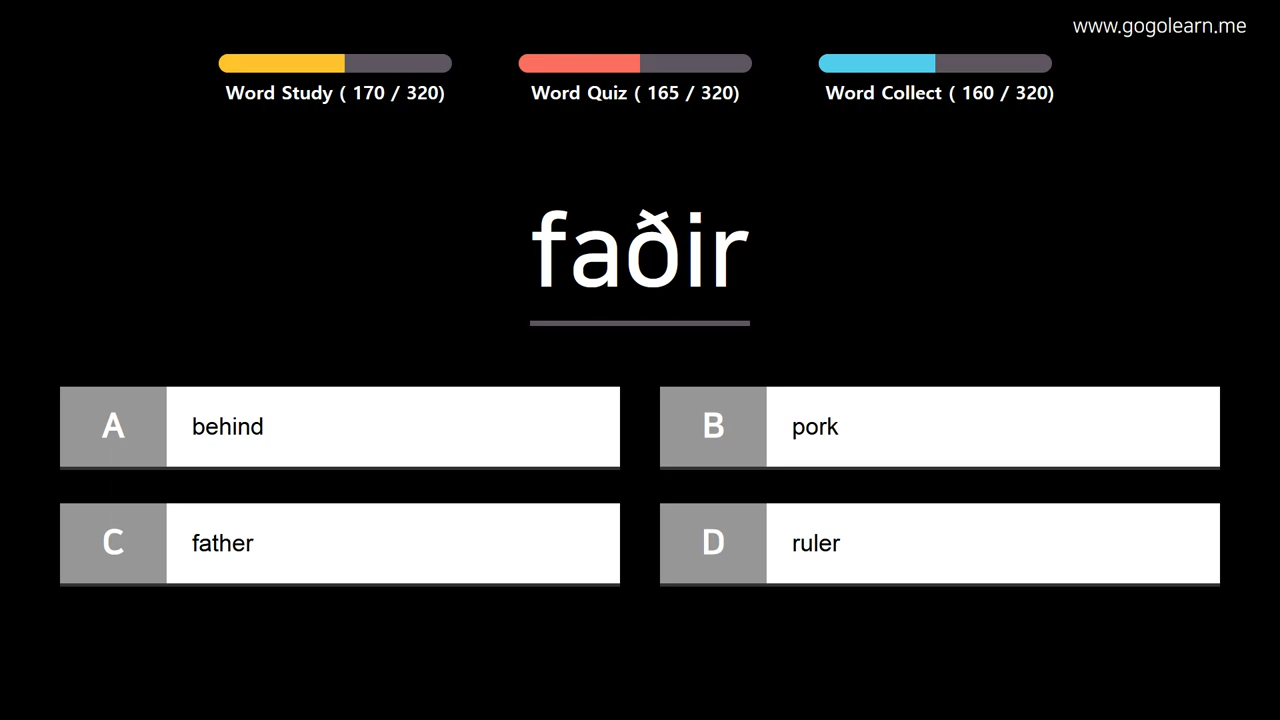 www.gogolearn.me
Word Study ( 170 / 320)
Word Quiz ( 165 / 320)
Word Collect ( 160 / 320)
faðir
A behind
B pork
C father
D ruler